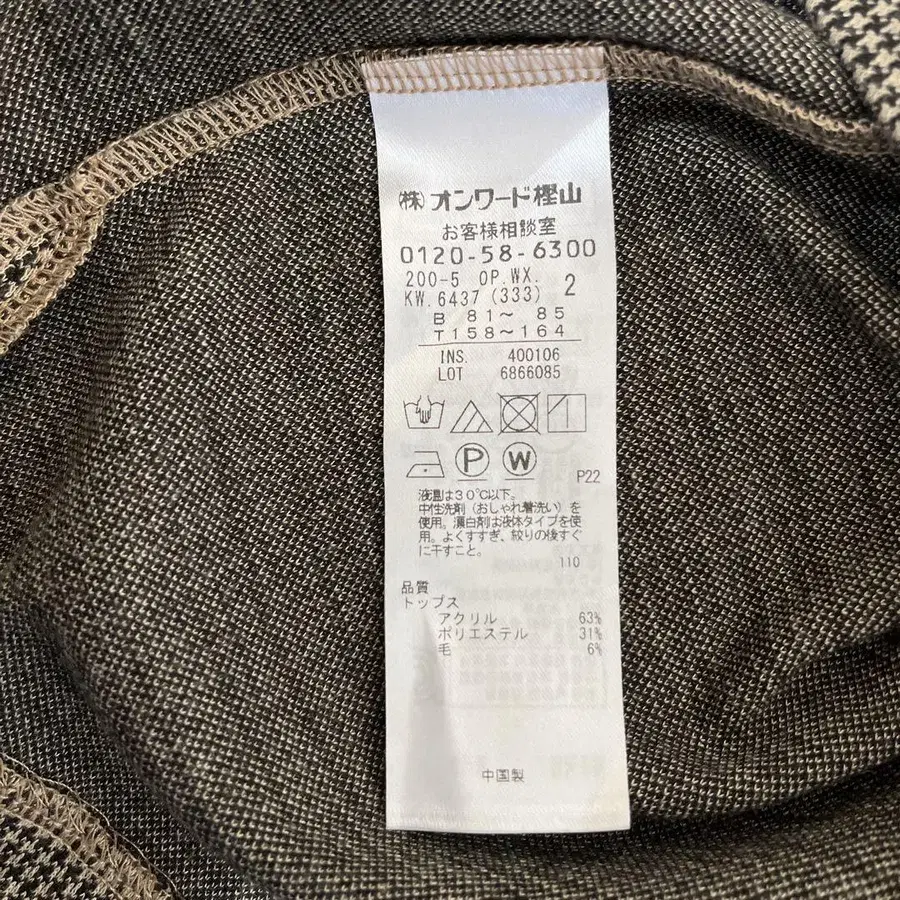 ㈱オンワード樫山
お客様相談室
0120-58-6300
200-5 OP.WX.
KW.6437(333) 2
B 81～ 85
T158～164
INS. 400106
LOT 6866085
P W
P22
液温は30℃以下。
中性洗剤（おしゃれ着洗い）を
使用。漂白剤は液体タイプを使
用。よくすすぎ、絞りの後すぐ
に干すこと。
110
品質
トップス
アクリル 63%
ポリエステル 31%
毛 6%
中国製